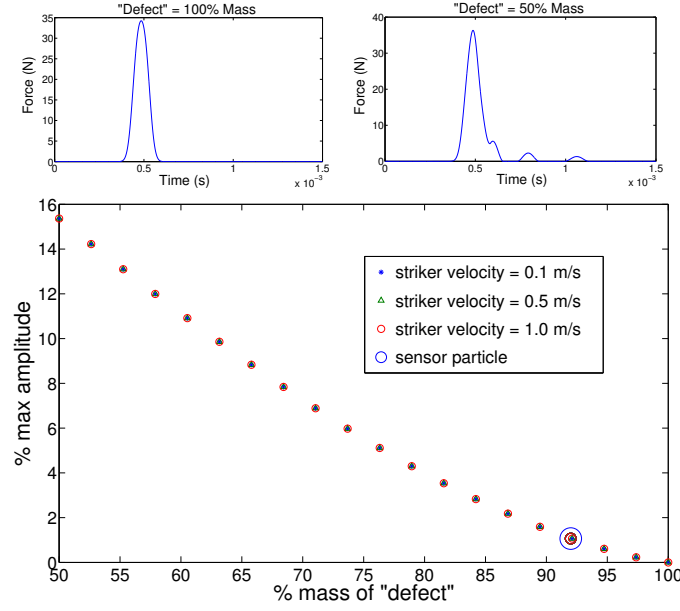 "Defect" = 100% Mass
"Defect" = 50% Mass
35
30
25
20
15
10
5
0
Force (N)
0
0.5
1
1.5
Time (s)
x 10⁻³
40
30
20
10
0
Force (N)
0
0.5
1
1.5
Time (s)
x 10⁻³
16
14
12
10
8
6
4
2
0
% max amplitude
striker velocity = 0.1 m/s
striker velocity = 0.5 m/s
striker velocity = 1.0 m/s
sensor particle
50
55
60
65
70
75
80
85
90
95
100
% mass of "defect"